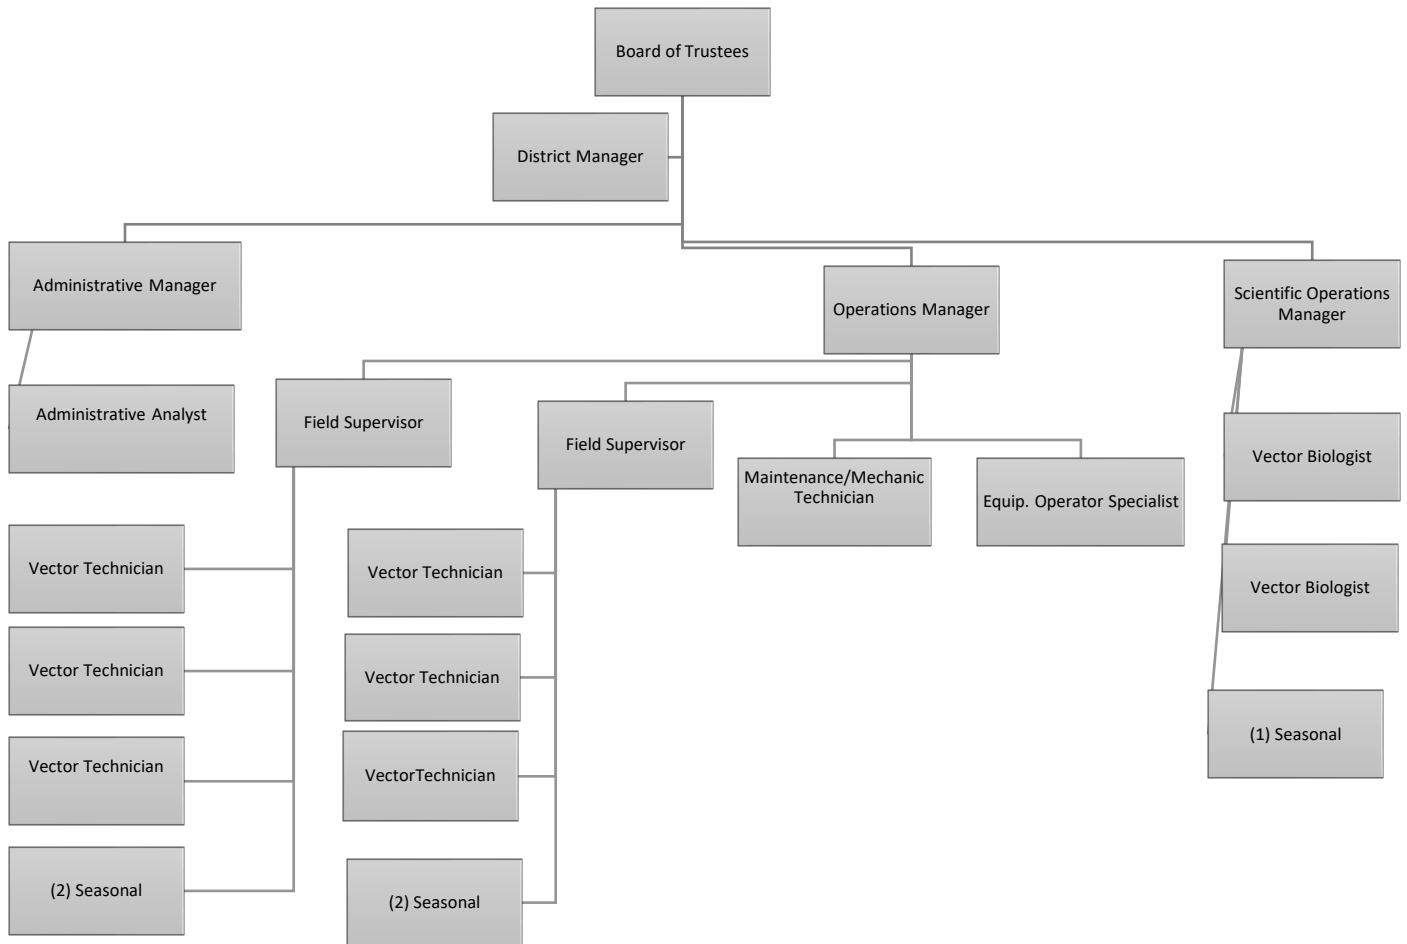 Board of Trustees
District Manager
Administrative Manager
Operations Manager
Scientific Operations
Manager
Administrative Analyst
Field Supervisor
Field Supervisor
Maintenance/Mechanic
Technician
Equip. Operator Specialist
Vector Biologist
Vector Technician
Vector Technician
Vector Biologist
Vector Technician
Vector Technician
Vector Technician
VectorTechnician
(1) Seasonal
(2) Seasonal
(2) Seasonal